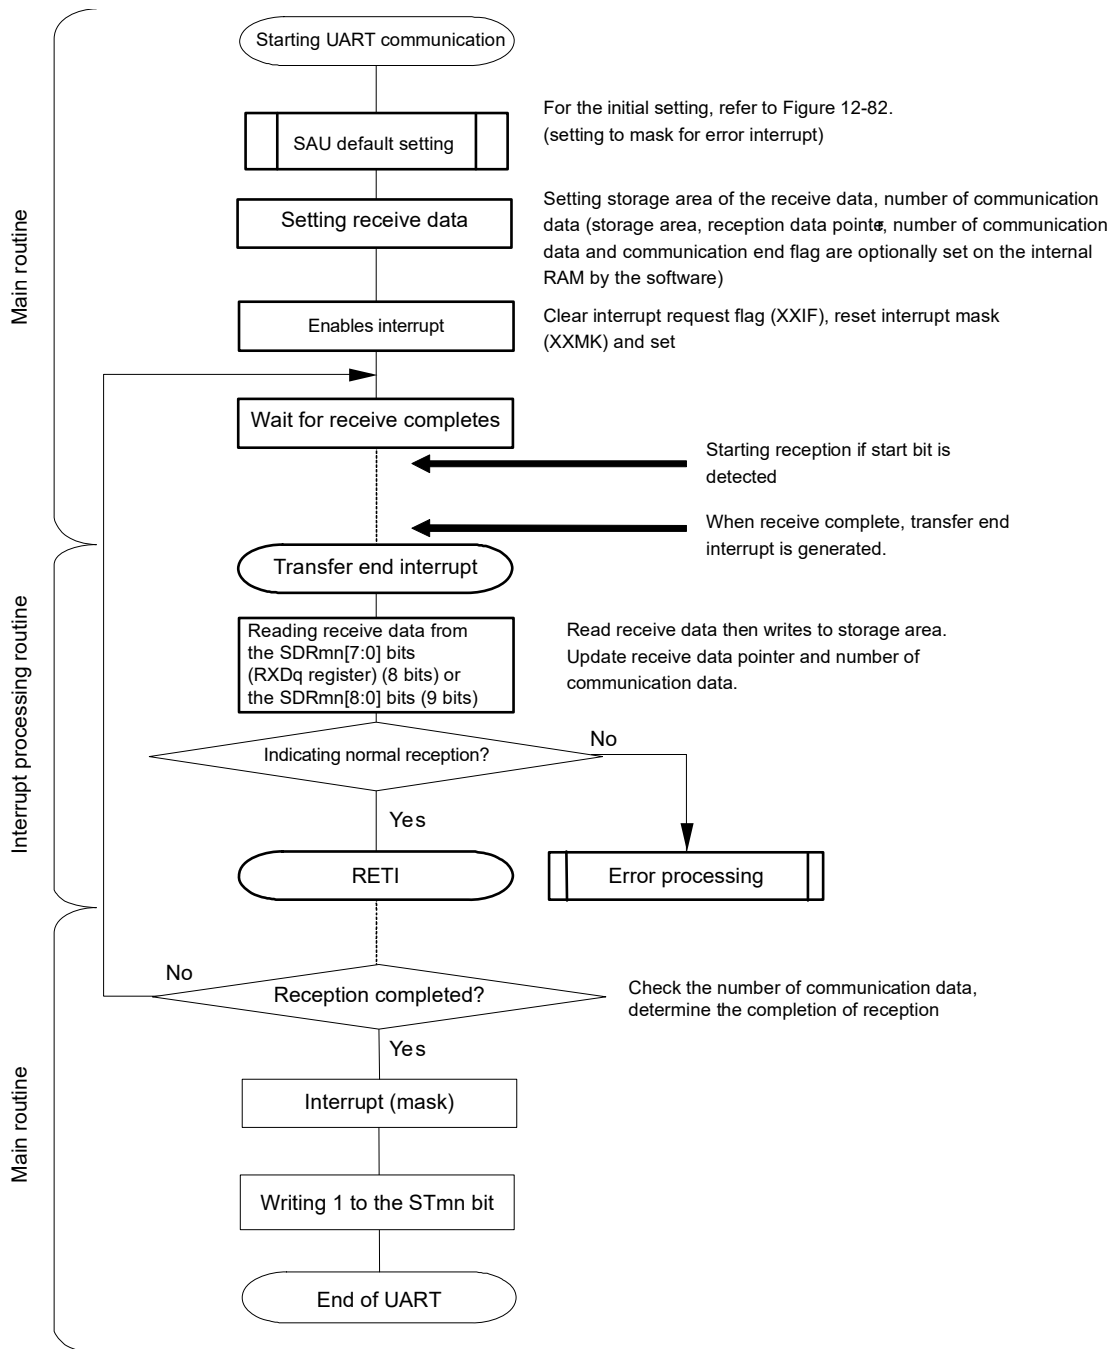 Starting UART communication
For the initial setting, refer to Figure 12-82.
(setting to mask for error interrupt)
SAU default setting
Setting storage area of the receive data, number of communication
data (storage area, reception data pointer, number of communication
data and communication end flag are optionally set on the internal
RAM by the software)
Setting receive data
Main routine
Enables interrupt
Clear interrupt request flag (XXIF), reset interrupt mask
(XXMK) and set
Wait for receive completes
Starting reception if start bit is
detected
When receive complete, transfer end
interrupt is generated.
Transfer end interrupt
Reading receive data from
the SDRmn[7:0] bits
(RXDq register) (8 bits) or
the SDRmn[8:0] bits (9 bits)
Read receive data then writes to storage area.
Update receive data pointer and number of
communication data.
Interrupt processing routine
Indicating normal reception?
No
Yes
RETI
Error processing
No
Reception completed?
Check the number of communication data,
determine the completion of reception
Yes
Main routine
Interrupt (mask)
Writing 1 to the STmn bit
End of UART